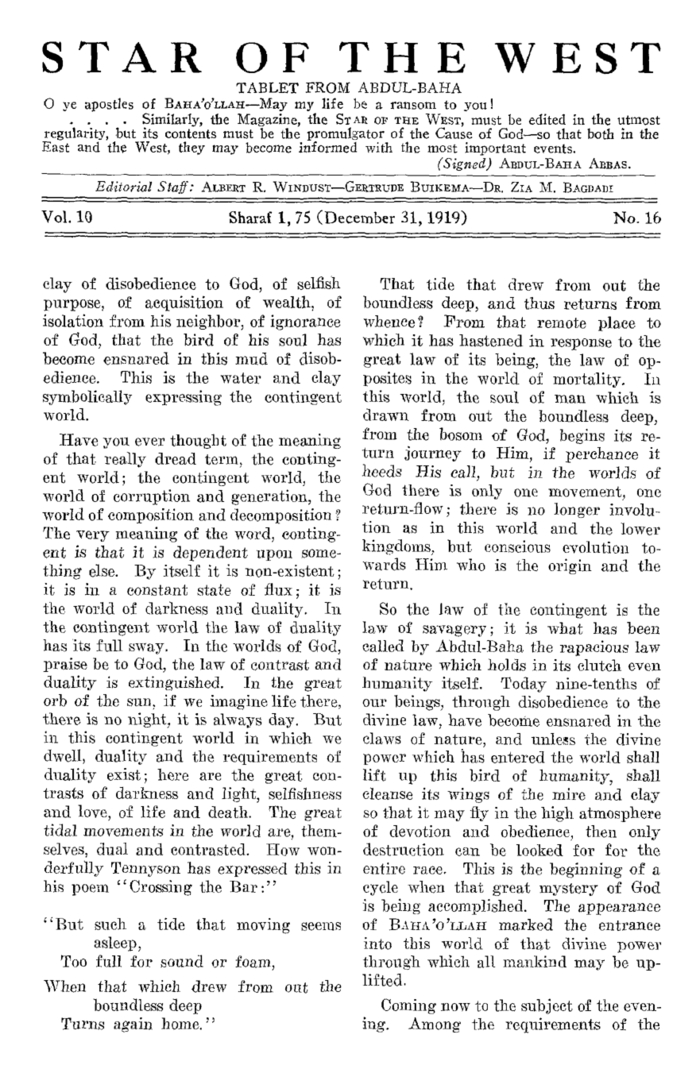 STAR OF THE WEST
TABLET FROM ABDUL-BAHA
O ye apostles of BAHA'O'LLAH—May my life be a ransom to you!
. . . . Similarly, the Magazine, the STAR OF THE WEST, must be edited in the utmost
regularity, but its contents must be the promulgator of the Cause of God—so that both in the
East and the West, they may become informed with the most important events.
(Signed) ABDUL-BAHA ABBAS.
Editorial Staff: ALBERT R. WINDUST—GERTRUDE BUIKEMA—DR. ZIA M. BAGDADI
Vol. 10 Sharaf 1, 75 (December 31, 1919) No. 16
clay of disobedience to God, of selfish
purpose, of acquisition of wealth, of
isolation from his neighbor, of ignorance
of God, that the bird of his soul has
become ensnared in this mud of disob-
edience. This is the water and clay
symbolically expressing the contingent
world.
Have you ever thought of the meaning
of that really dread term, the conting-
ent world; the contingent world, the
world of corruption and generation, the
world of composition and decomposition?
The very meaning of the word, conting-
ent is that it is dependent upon some-
thing else. By itself it is non-existent;
it is in a constant state of flux; it is
the world of darkness and duality. In
the contingent world the law of duality
has its full sway. In the worlds of God,
praise be to God, the law of contrast and
duality is extinguished. In the great
orb of the sun, if we imagine life there,
there is no night, it is always day. But
in this contingent world in which we
dwell, duality and the requirements of
duality exist; here are the great con-
trasts of darkness and light, selfishness
and love, of life and death. The great
tidal movements in the world are, them-
selves, dual and contrasted. How won-
derfully Tennyson has expressed this in
his poem "Crossing the Bar:"
"But such a tide that moving seems
asleep,
Too full for sound or foam,
When that which drew from out the
boundless deep
Turns again home."
That tide that drew from out the
boundless deep, and thus returns from
whence? From that remote place to
which it has hastened in response to the
great law of its being, the law of op-
posites in the world of mortality. In
this world, the soul of man which is
drawn from out the boundless deep,
from the bosom of God, begins its re-
turn journey to Him, if perchance it
heeds His call, but in the worlds of
God there is only one movement, one
return-flow; there is no longer involu-
tion as in this world and the lower
kingdoms, but conscious evolution to-
wards Him who is the origin and the
return.
So the law of the contingent is the
law of savagery; it is what has been
called by Abdul-Baha the rapacious law
of nature which holds in its clutch even
humanity itself. Today nine-tenths of
our beings, through disobedience to the
divine law, have become ensnared in the
claws of nature, and unless the divine
power which has entered the world shall
lift up this bird of humanity, shall
cleanse its wings of the mire and clay
so that it may fly in the high atmosphere
of devotion and obedience, then only
destruction can be looked for for the
entire race. This is the beginning of a
cycle when that great mystery of God
is being accomplished. The appearance
of BAHA'O'LLAH marked the entrance
into this world of that divine power
through which all mankind may be up-
lifted.
Coming now to the subject of the even-
ing. Among the requirements of the